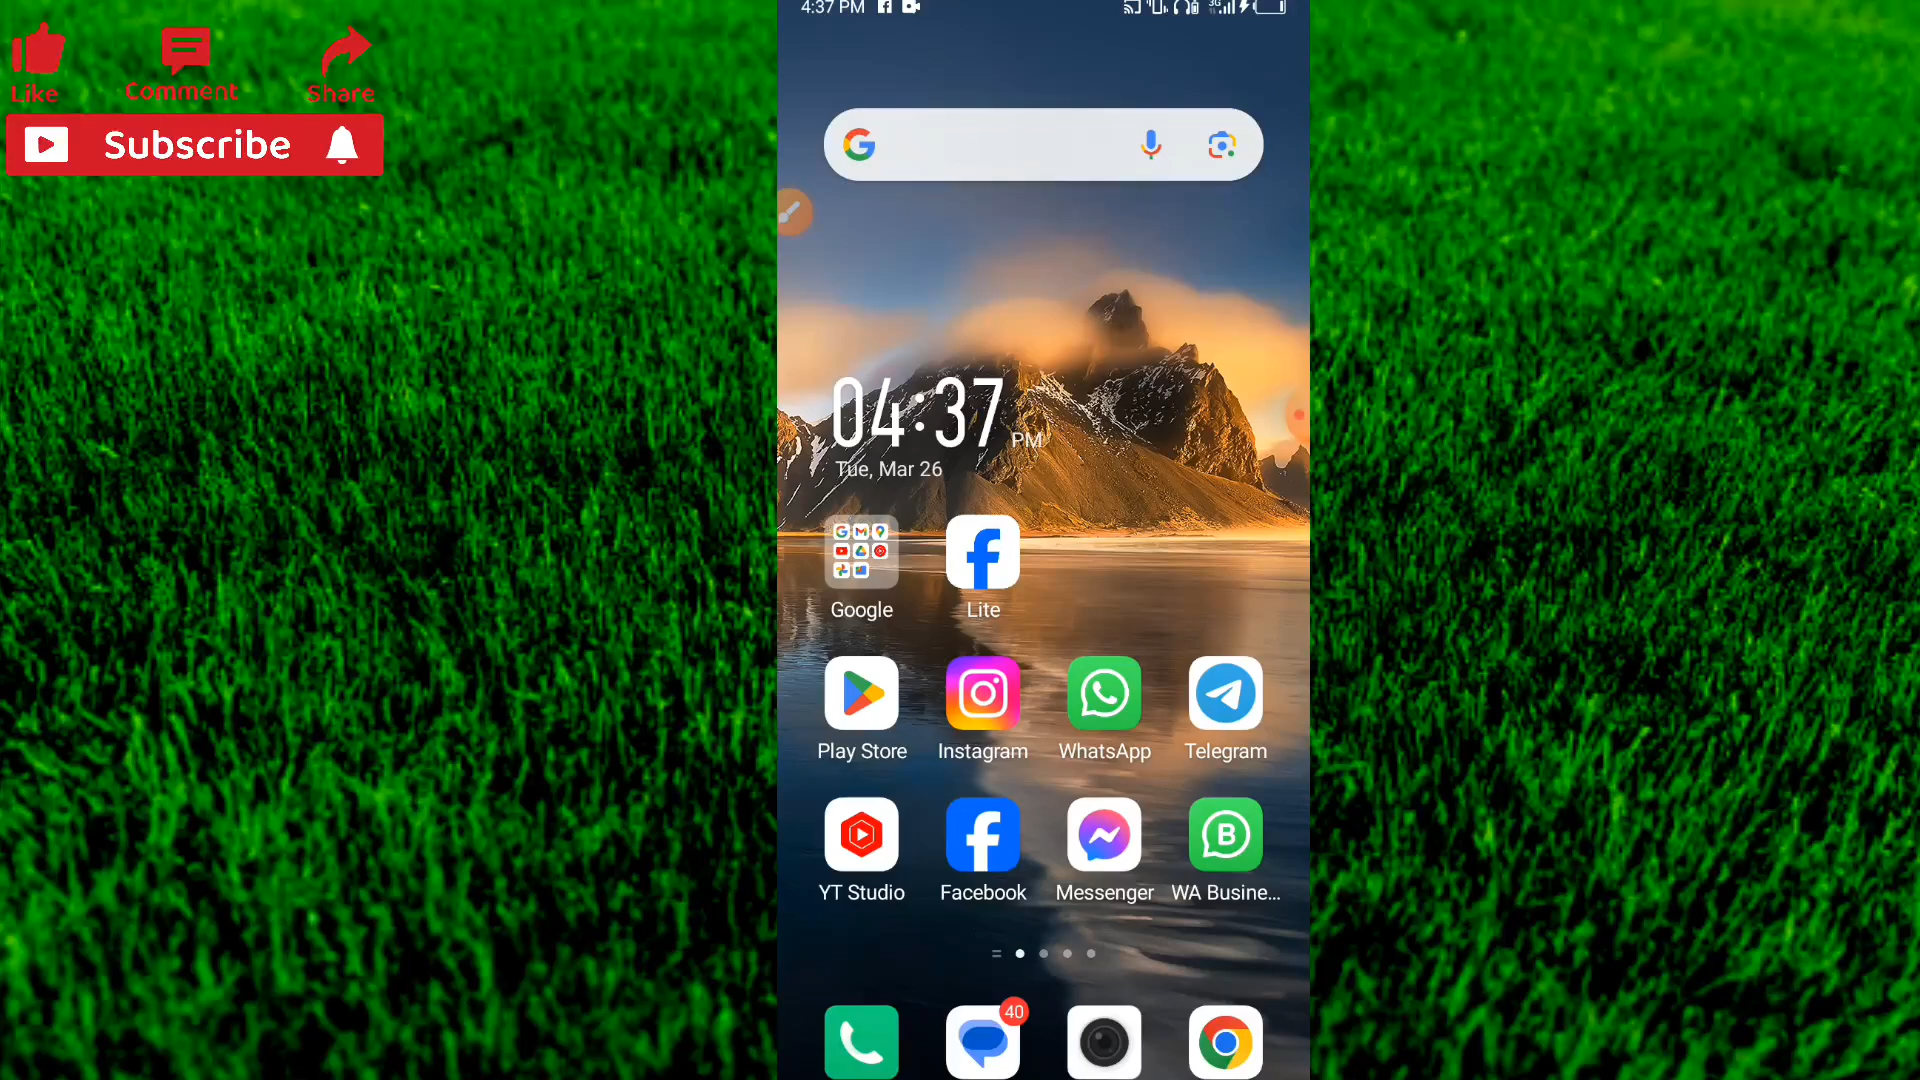 Like
Comment
Share
Subscribe
4:37 PM
3G
04:37 PM
Tue, Mar 26
Google
Lite
Play Store
Instagram
WhatsApp
Telegram
YT Studio
Facebook
Messenger
WA Busine...
40